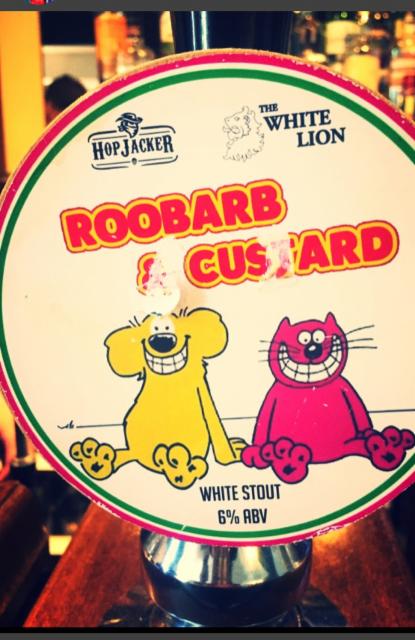 HOPJACKER
THE WHITE
LION
ROOBARB
& CUSTARD
WHITE STOUT
6% ABV